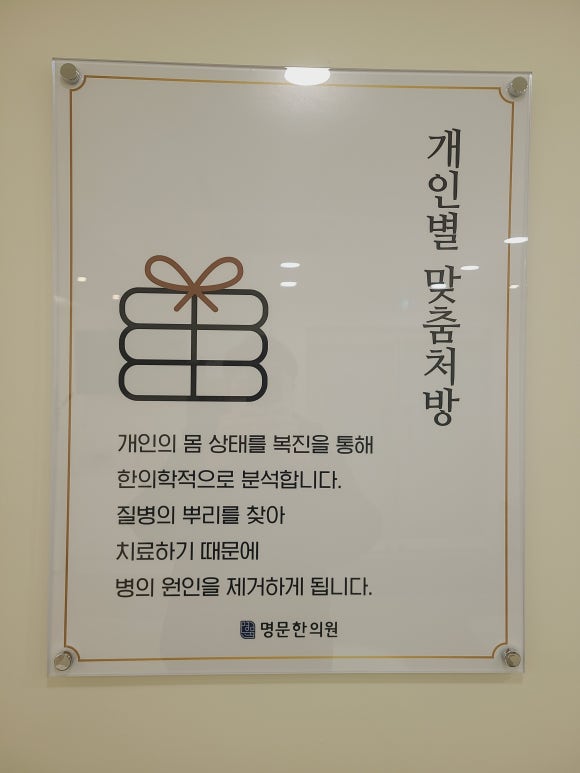 개인별 맞춤처방
개인의 몸 상태를 복진을 통해
한의학적으로 분석합니다.
질병의 뿌리를 찾아
치료하기 때문에
병의 원인을 제거하게 됩니다.
명문한의원